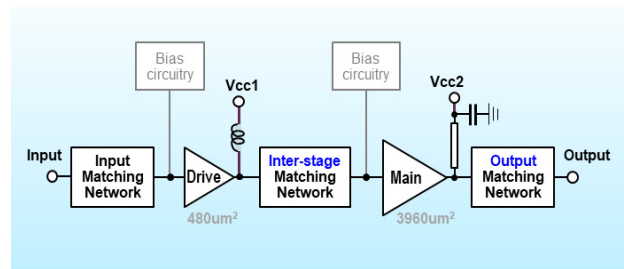 Bias
circuitry
Vcc1
Bias
circuitry
Vcc2
Input
Input
Matching
Network
Drive
480um²
Inter-stage
Matching
Network
Main
3960um²
Output
Matching
Network
Output